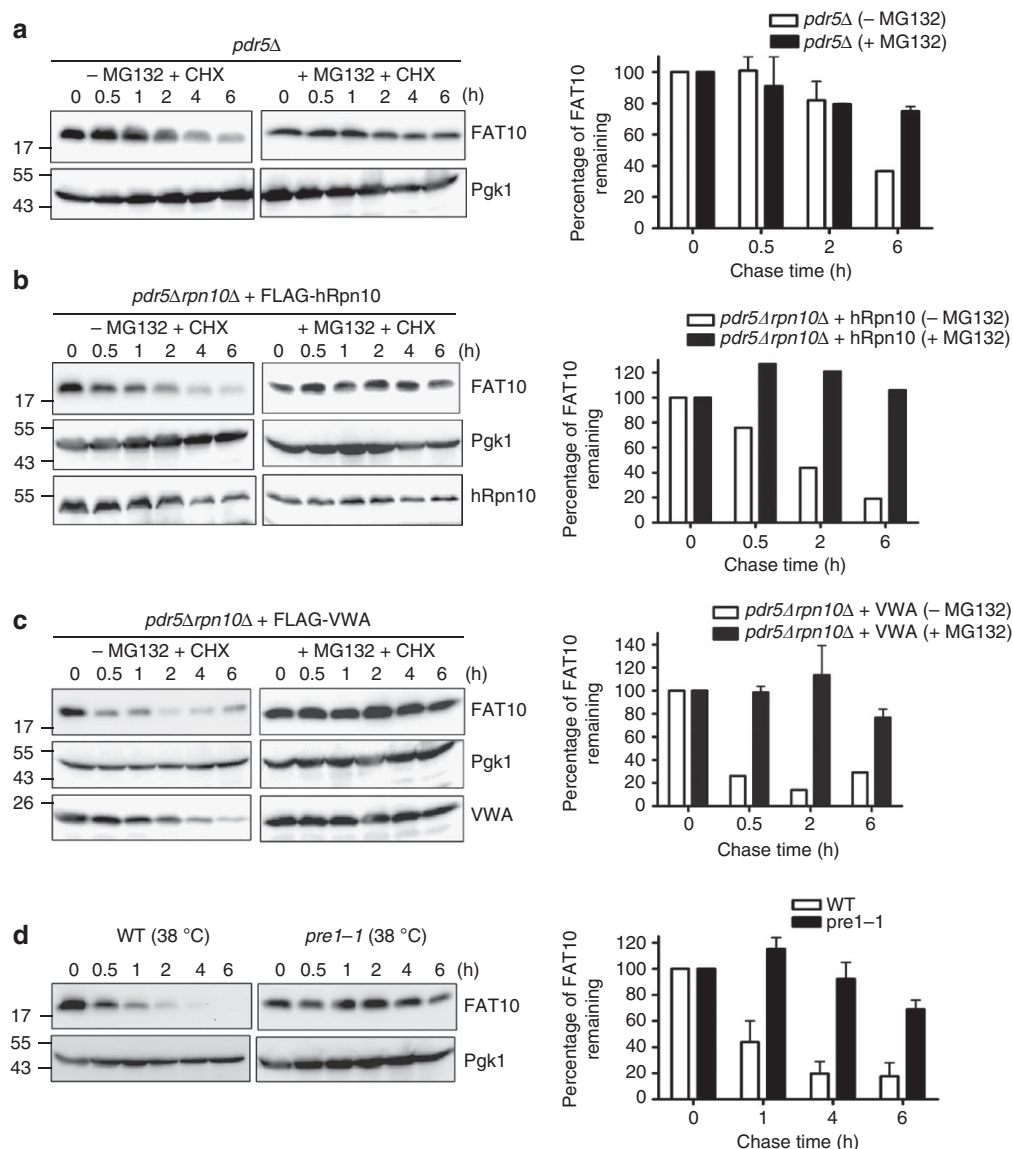 a
pdr5Δ
– MG132 + CHX
+ MG132 + CHX
0 0.5 1 2 4 6
0 0.5 1 2 4 6 (h)
17
FAT10
55
43
Pgk1
pdr5Δ (– MG132)
pdr5Δ (+ MG132)
Percentage of FAT10
remaining
100
80
60
40
20
0
0 0.5 2 6
Chase time (h)
b
pdr5Δrpn10Δ + FLAG-hRpn10
– MG132 + CHX
+ MG132 + CHX
0 0.5 1 2 4 6
0 0.5 1 2 4 6 (h)
17
FAT10
55
43
Pgk1
55
hRpn10
pdr5Δrpn10Δ + hRpn10 (– MG132)
pdr5Δrpn10Δ + hRpn10 (+ MG132)
Percentage of FAT10
remaining
120
100
80
60
40
20
0
0 0.5 2 6
Chase time (h)
c
pdr5Δrpn10Δ + FLAG-VWA
– MG132 + CHX
+ MG132 + CHX
0 0.5 1 2 4 6
0 0.5 1 2 4 6 (h)
17
FAT10
55
43
Pgk1
26
VWA
pdr5Δrpn10Δ + VWA (– MG132)
pdr5Δrpn10Δ + VWA (+ MG132)
Percentage of FAT10
remaining
140
120
100
80
60
40
20
0
0 0.5 2 6
Chase time (h)
d
WT (38 °C)
pre1–1 (38 °C)
0 0.5 1 2 4 6
0 0.5 1 2 4 6 (h)
17
FAT10
55
43
Pgk1
WT
pre1–1
Percentage of FAT10
remaining
120
100
80
60
40
20
0
0 1 4 6
Chase time (h)